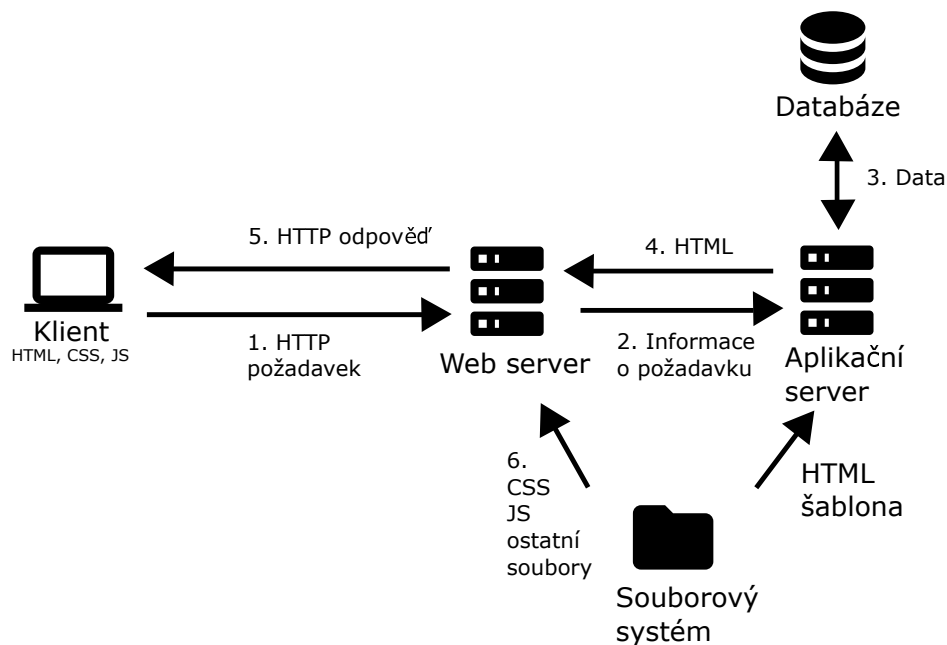 Databáze
3. Data
5. HTTP odpověď
4. HTML
Klient
HTML, CSS, JS
1. HTTP
požadavek
Web server
2. Informace
o požadavku
Aplikační
server
6.
CSS
JS
ostatní
soubory
HTML
šablona
Souborový
systém